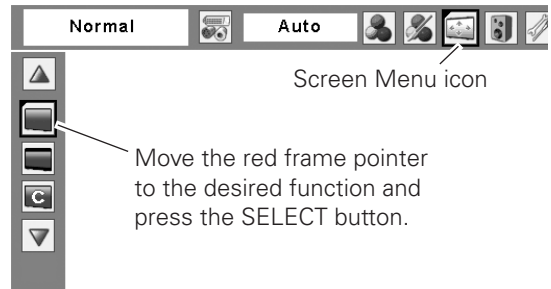 Normal
Auto
Screen Menu icon
Move the red frame pointer
to the desired function and
press the SELECT button.
C